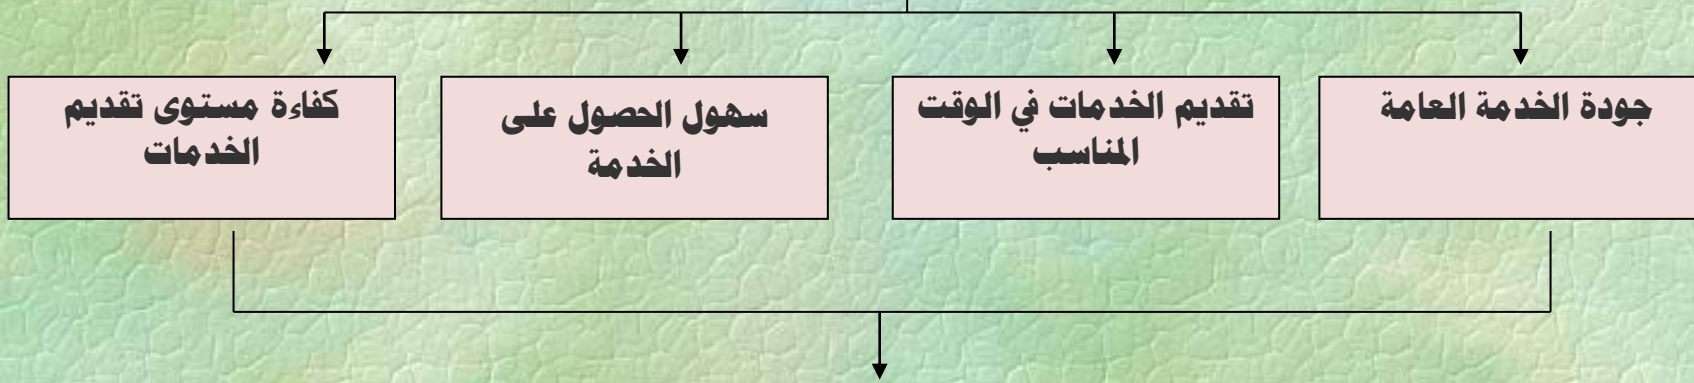 جودة الخدمة العامة
تقديم الخدمات في الوقت
المناسب
سهول الحصول على
الخدمة
كفاءة مستوى تقديم
الخدمات